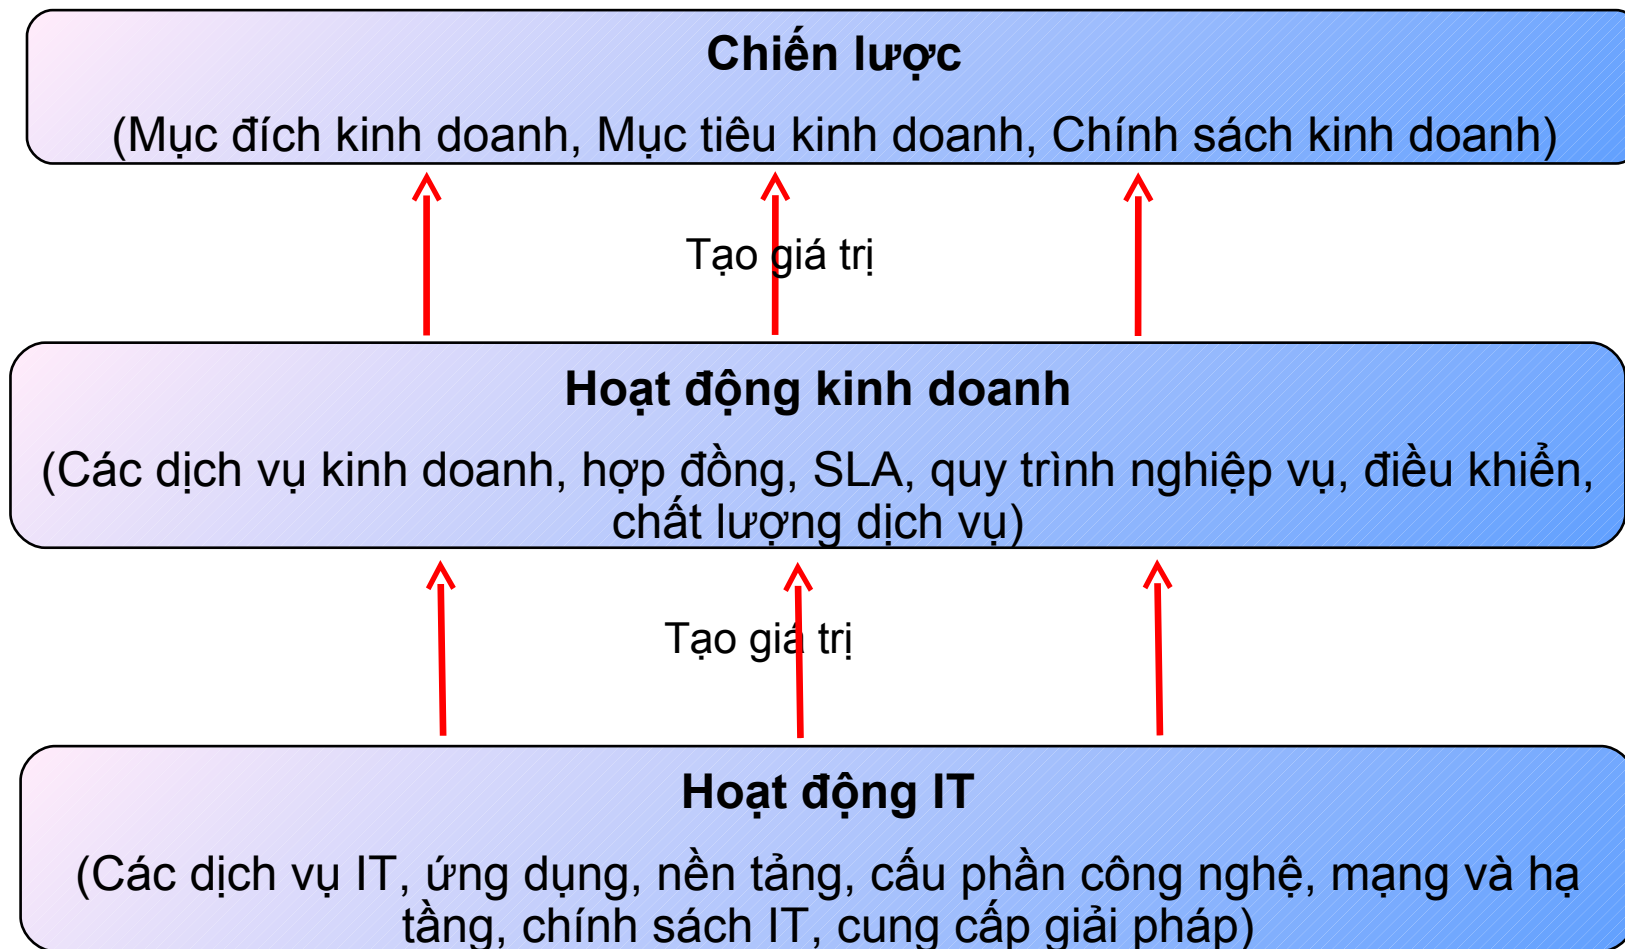 Chiến lược
(Mục đích kinh doanh, Mục tiêu kinh doanh, Chính sách kinh doanh)
Tạo giá trị
Hoạt động kinh doanh
(Các dịch vụ kinh doanh, hợp đồng, SLA, quy trình nghiệp vụ, điều khiển,
chất lượng dịch vụ)
Tạo giá trị
Hoạt động IT
(Các dịch vụ IT, ứng dụng, nền tảng, cấu phần công nghệ, mạng và hạ
tầng, chính sách IT, cung cấp giải pháp)